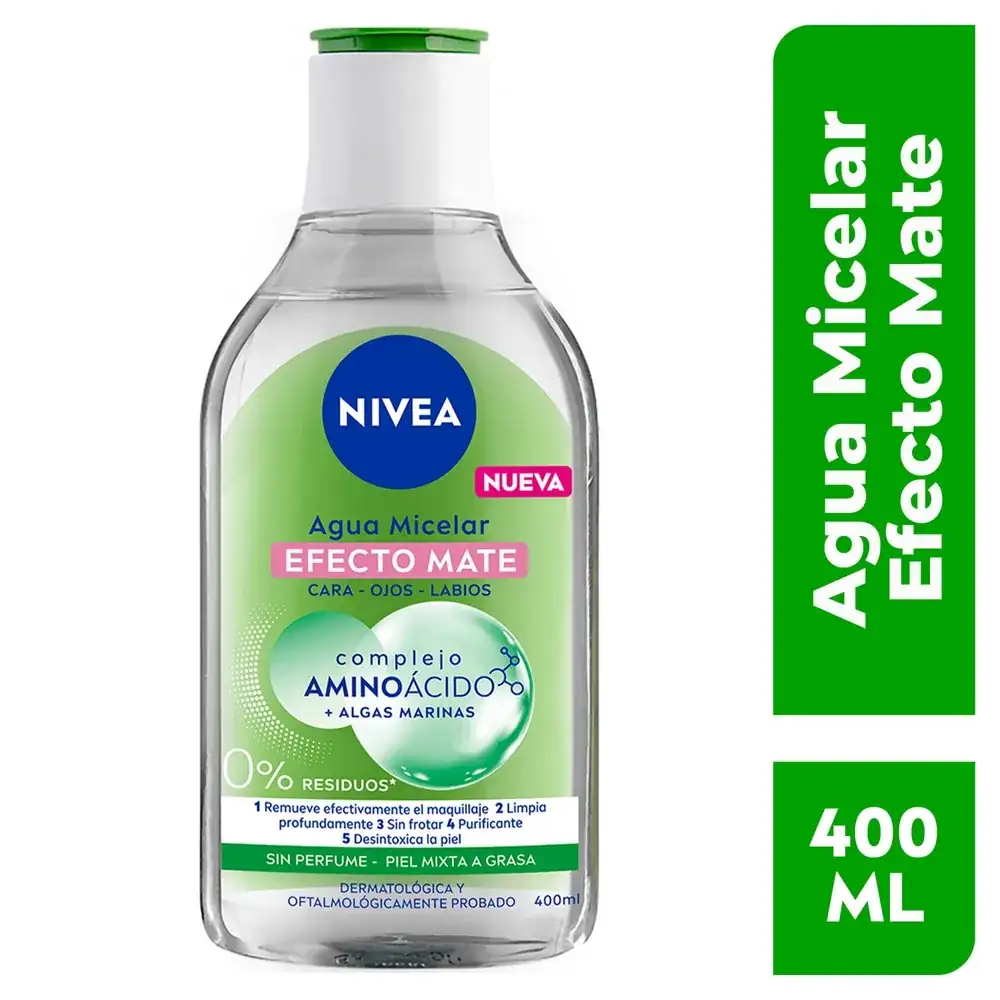 NIVEA
NUEVA
Agua Micelar
EFECTO MATE
CARA - OJOS - LABIOS
complejo
AMINOÁCIDO
+ ALGAS MARINAS
0% RESIDUOS*
1 Remueve efectivamente el maquillaje 2 Limpia
profundamente 3 Sin frotar 4 Purificante
5 Desintoxica la piel
SIN PERFUME - PIEL MIXTA A GRASA
DERMATOLÓGICA Y
OFTALMOLÓGICAMENTE PROBADO
400ml
Agua Micelar
Efecto Mate
400
ML